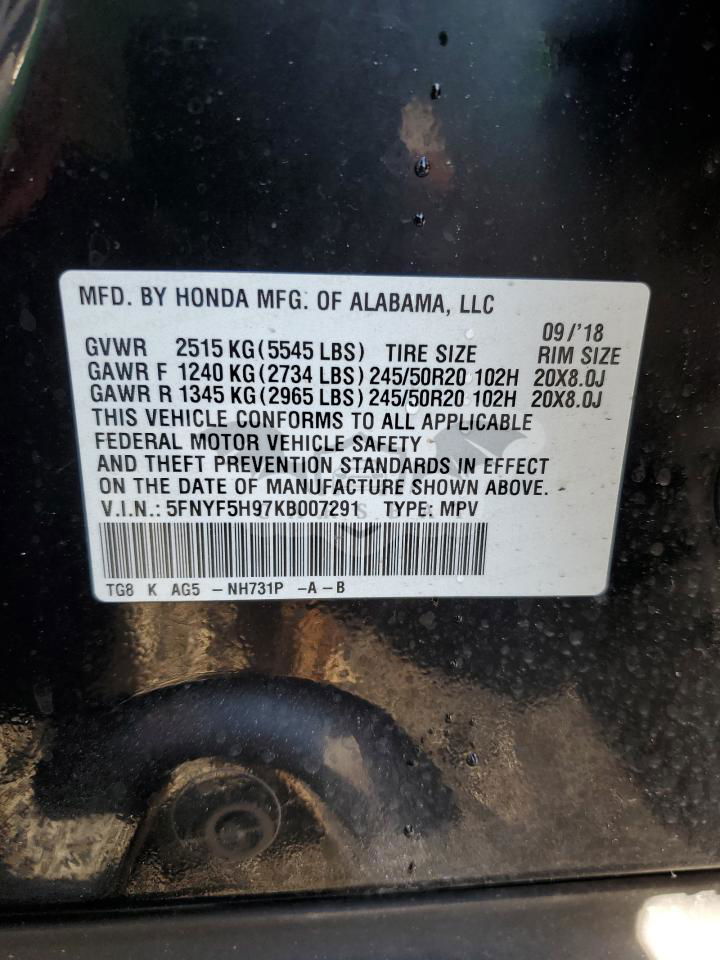 MFD. BY HONDA MFG. OF ALABAMA, LLC
09/'18
GVWR 2515 KG (5545 LBS) TIRE SIZE RIM SIZE
GAWR F 1240 KG (2734 LBS) 245/50R20 102H 20X8.0J
GAWR R 1345 KG (2965 LBS) 245/50R20 102H 20X8.0J
THIS VEHICLE CONFORMS TO ALL APPLICABLE
FEDERAL MOTOR VEHICLE SAFETY
AND THEFT PREVENTION STANDARDS IN EFFECT
ON THE DATE OF MANUFACTURE SHOWN ABOVE.
V.I.N.: 5FNYF5H97KB007291 TYPE: MPV
TG8 K AG5 - NH731P - A - B